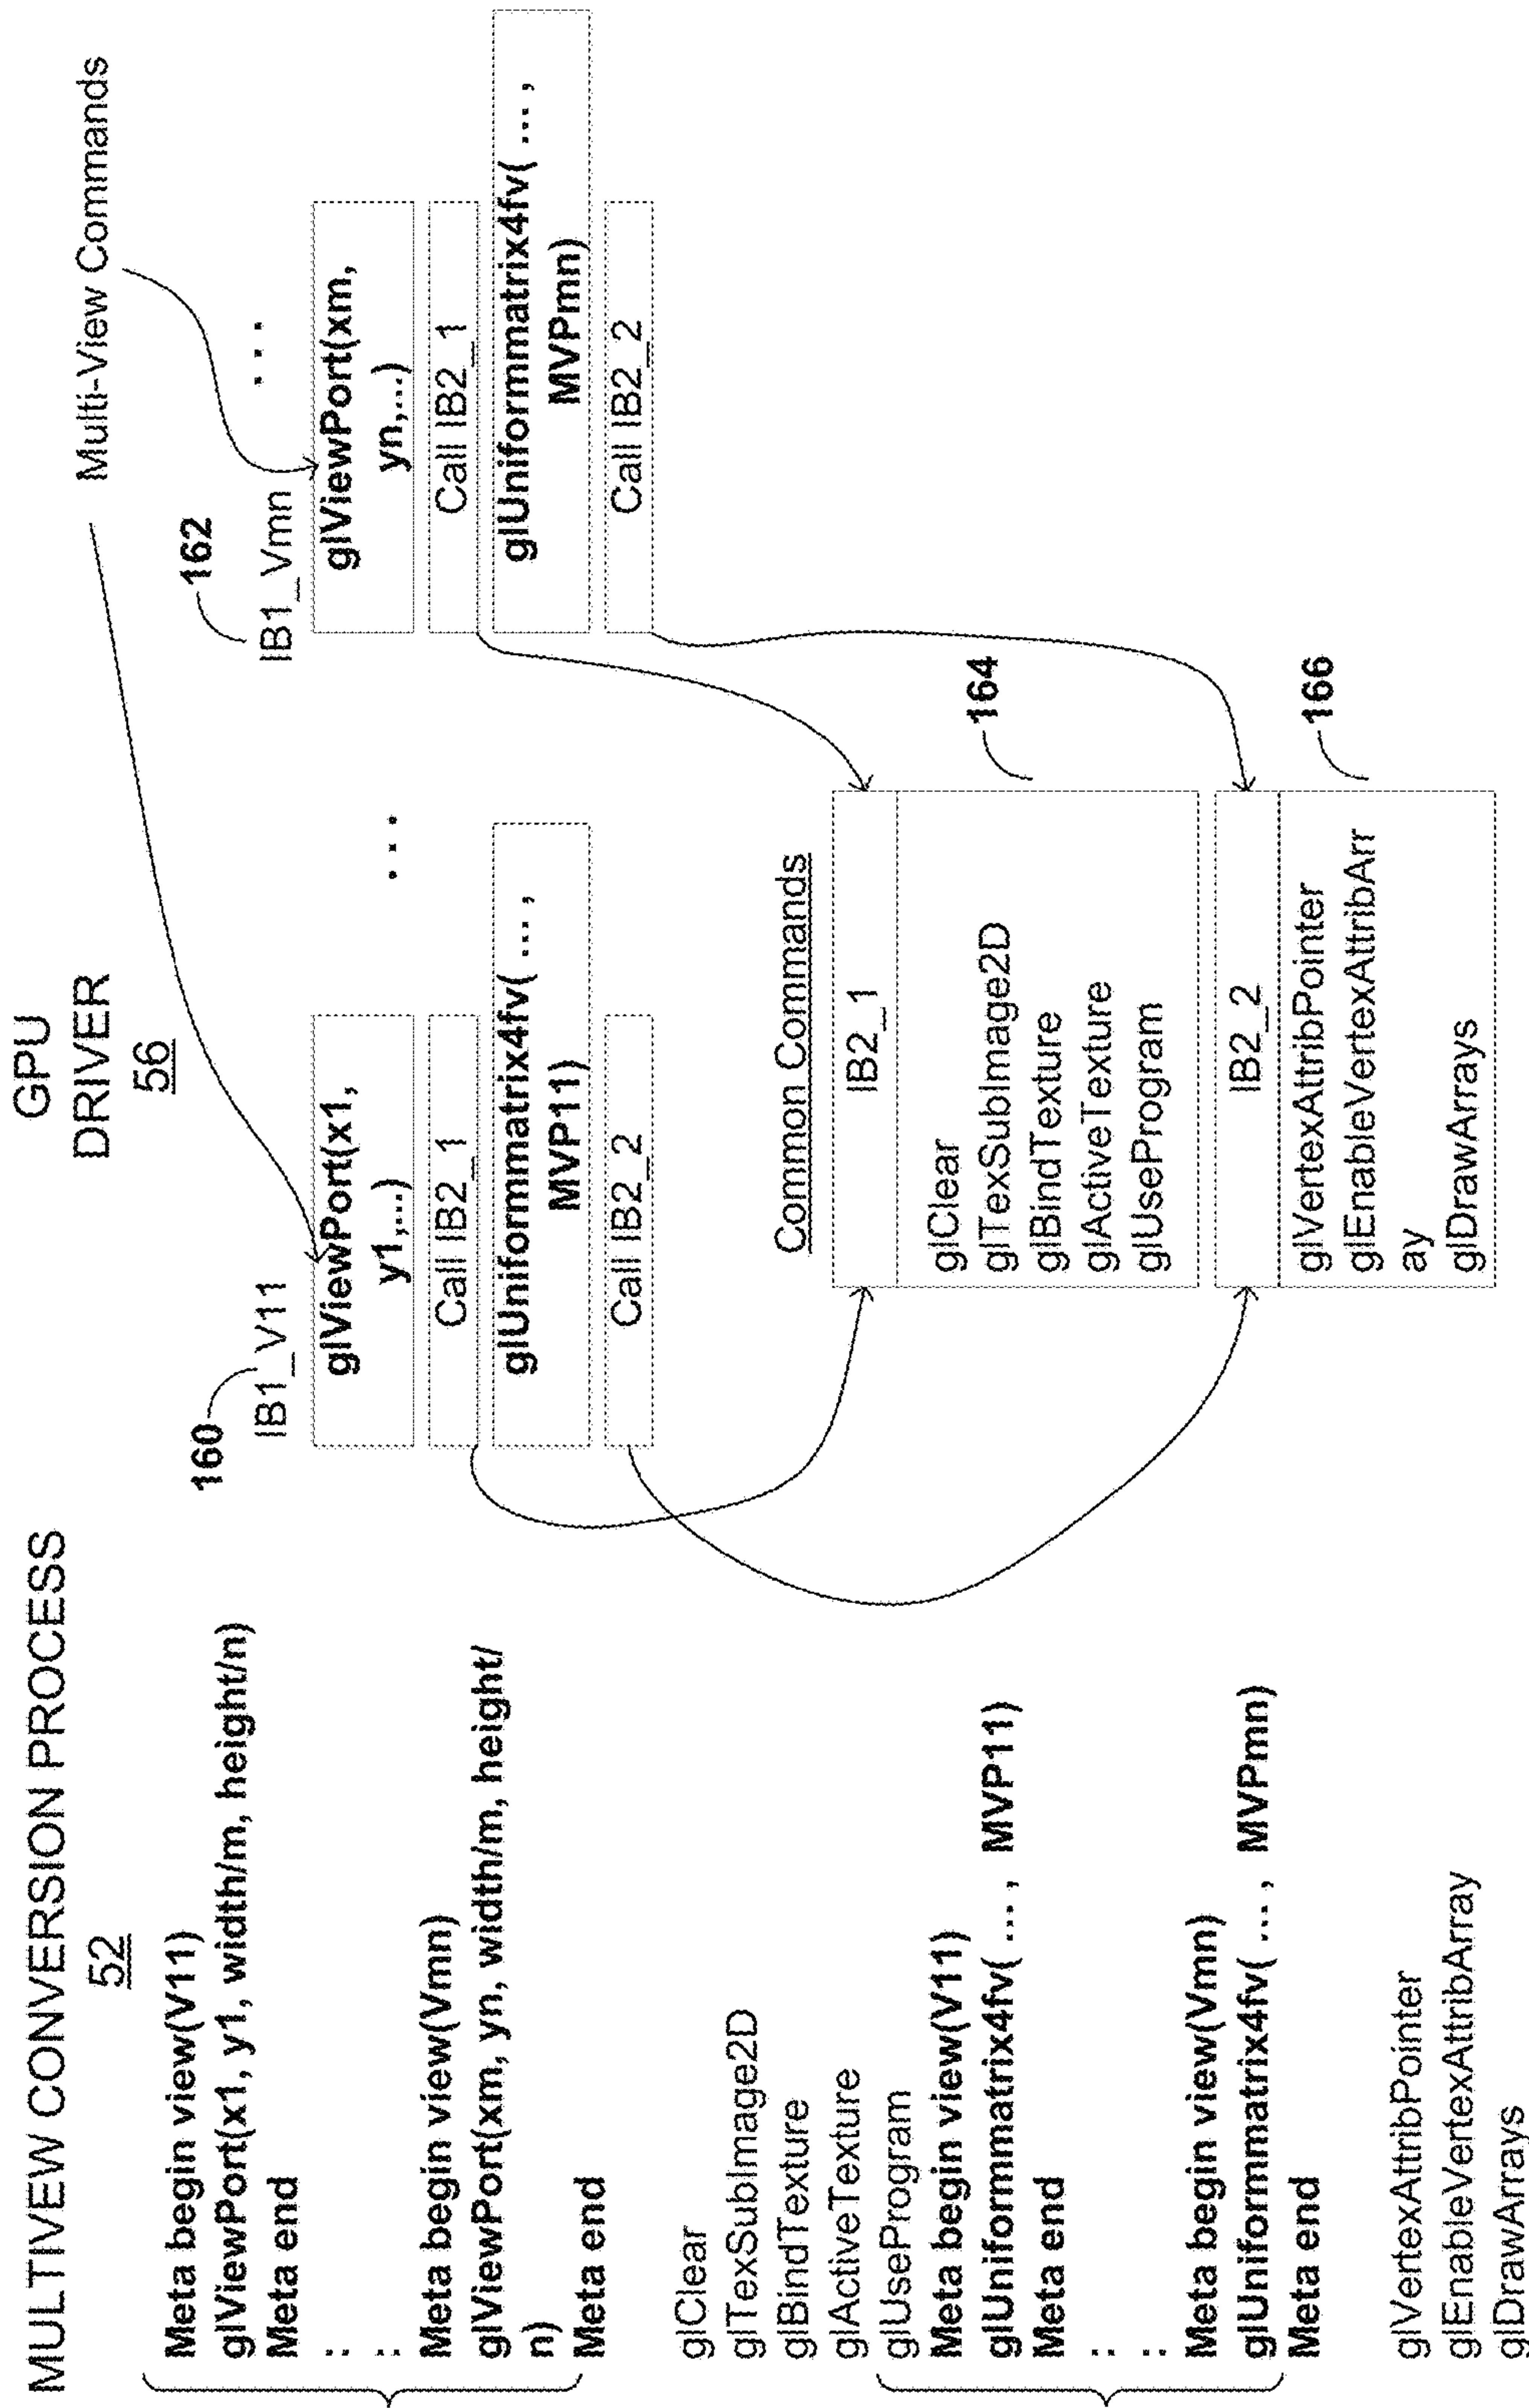 MULTIVIEW CONVERSION PROCESS
52
Meta begin view(V11)
glViewPort(x1, y1, width/m, height/n)
Meta end
: :
Meta begin view(Vmn)
glViewPort(xm, yn, width/m, height/
n)
Meta end
glClear
glTexSubImage2D
glBindTexture
glActiveTexture
glUseProgram
Meta begin view(V11)
glUniformmatrix4fv( ... , MVP11)
Meta end
: :
Meta begin view(Vmn)
glUniformmatrix4fv( ... , MVPmn)
Meta end
glVertexAttribPointer
glEnableVertexAttribArray
glDrawArrays
GPU
DRIVER
56
Multi-View Commands
160
IB1_V11
glViewPort(x1,
y1,...)
Call IB2_1
glUniformmatrix4fv( ... ,
MVP11)
Call IB2_2
...
162
IB1_Vmn
...
glViewPort(xm,
yn,...)
Call IB2_1
glUniformmatrix4fv( ... ,
MVPmn)
Call IB2_2
Common Commands
IB2_1
glClear
glTexSubImage2D
glBindTexture
glActiveTexture
glUseProgram
164
IB2_2
glVertexAttribPointer
glEnableVertexAttribArr
ay
glDrawArrays
166